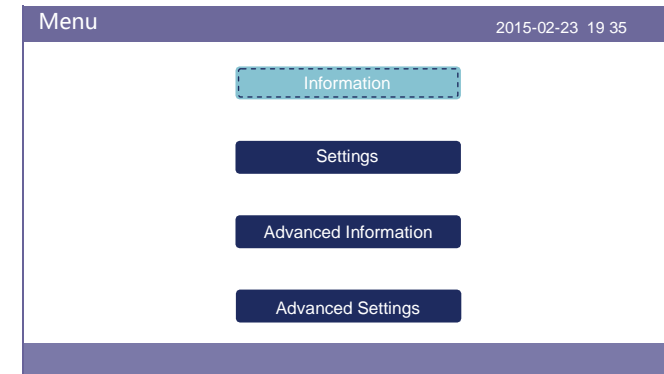 Menu
2015-02-23 19 35
Information
Settings
Advanced Information
Advanced Settings